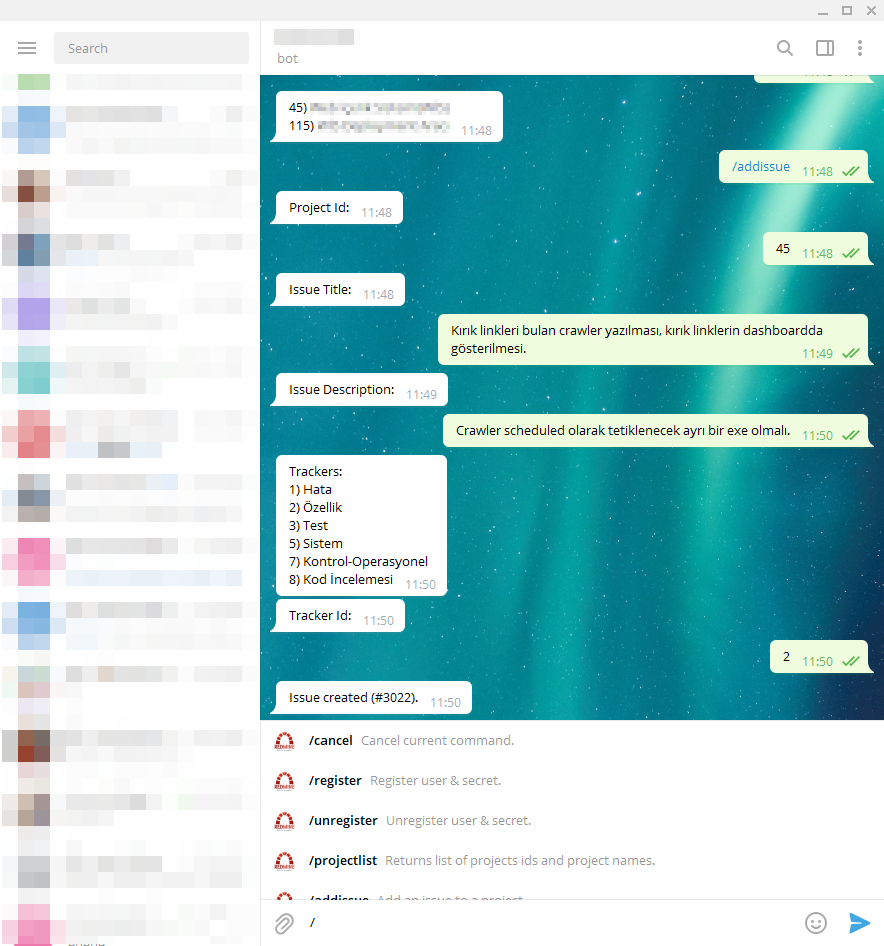 Search
bot
45)
115)
11:48
/addissue 11:48
Project Id: 11:48
45 11:48
Issue Title: 11:48
Kırık linkleri bulan crawler yazılması, kırık linklerin dashboardda
gösterilmesi.
11:49
Issue Description: 11:49
Crawler scheduled olarak tetiklenecek ayrı bir exe olmalı. 11:50
Trackers:
1) Hata
2) Özellik
3) Test
5) Sistem
7) Kontrol-Operasyonel
8) Kod İncelemesi 11:50
Tracker Id: 11:50
2 11:50
Issue created (#3022). 11:50
/cancel Cancel current command.
/register Register user & secret.
/unregister Unregister user & secret.
/projectlist Returns list of projects ids and project names.
/addissue Add an issue to a project.
/